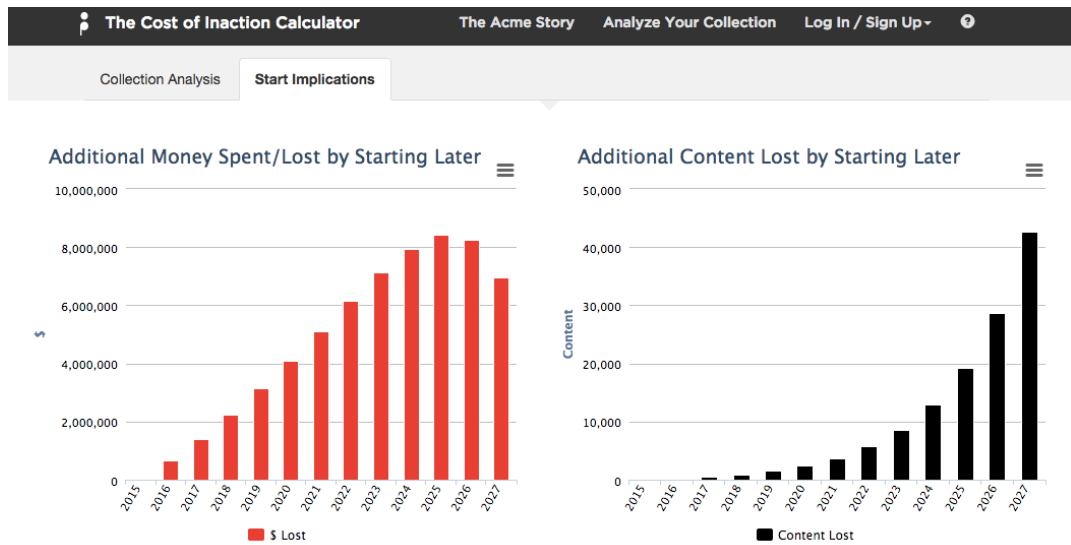 The Cost of Inaction Calculator The Acme Story Analyze Your Collection Log In / Sign Up ?
Collection Analysis Start Implications
Additional Money Spent/Lost by Starting Later
10,000,000
8,000,000
6,000,000
4,000,000
2,000,000
0
$
2015 2016 2017 2018 2019 2020 2021 2022 2023 2024 2025 2026 2027
$ Lost
Additional Content Lost by Starting Later
50,000
40,000
30,000
20,000
10,000
0
Content
2015 2016 2017 2018 2019 2020 2021 2022 2023 2024 2025 2026 2027
Content Lost